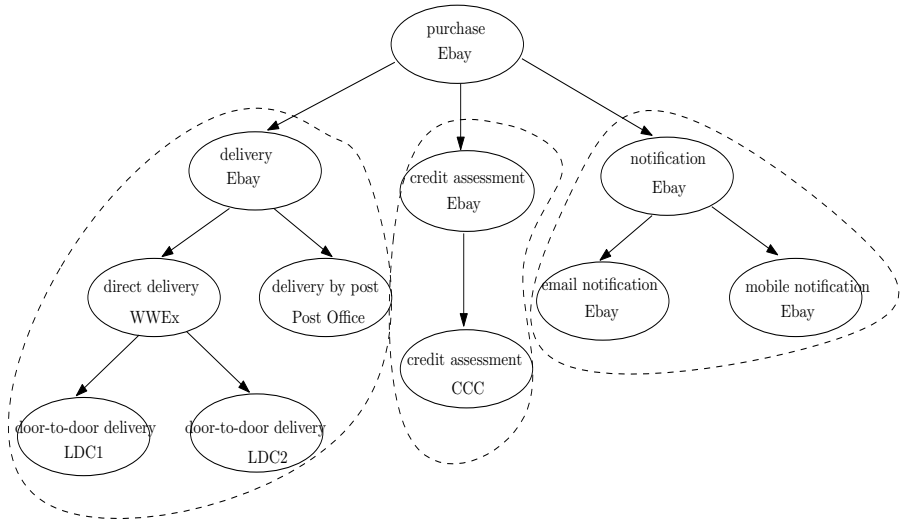 purchase
Ebay
delivery
Ebay
credit assessment
Ebay
notification
Ebay
direct delivery
WWEx
delivery by post
Post Office
email notification
Ebay
mobile notification
Ebay
credit assessment
CCC
door-to-door delivery
LDC1
door-to-door delivery
LDC2